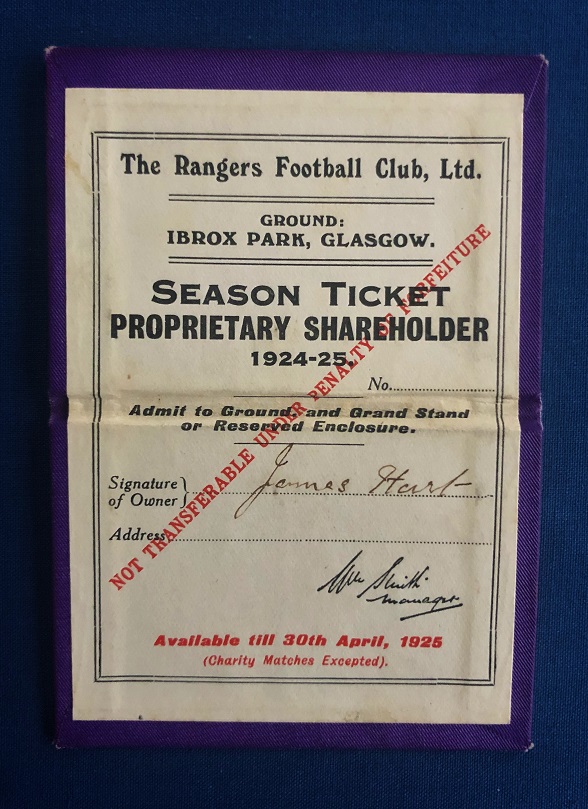 The Rangers Football Club, Ltd.
GROUND:
IBROX PARK, GLASGOW.
SEASON TICKET
PROPRIETARY SHAREHOLDER
1924-25.
No.
Admit to Ground, and Grand Stand
or Reserved Enclosure.
Signature
of Owner
James Hart
Address
Wm Smith
manager
NOT TRANSFERABLE UNDER PENALTY OF FORFEITURE
Available till 30th April, 1925
(Charity Matches Excepted).